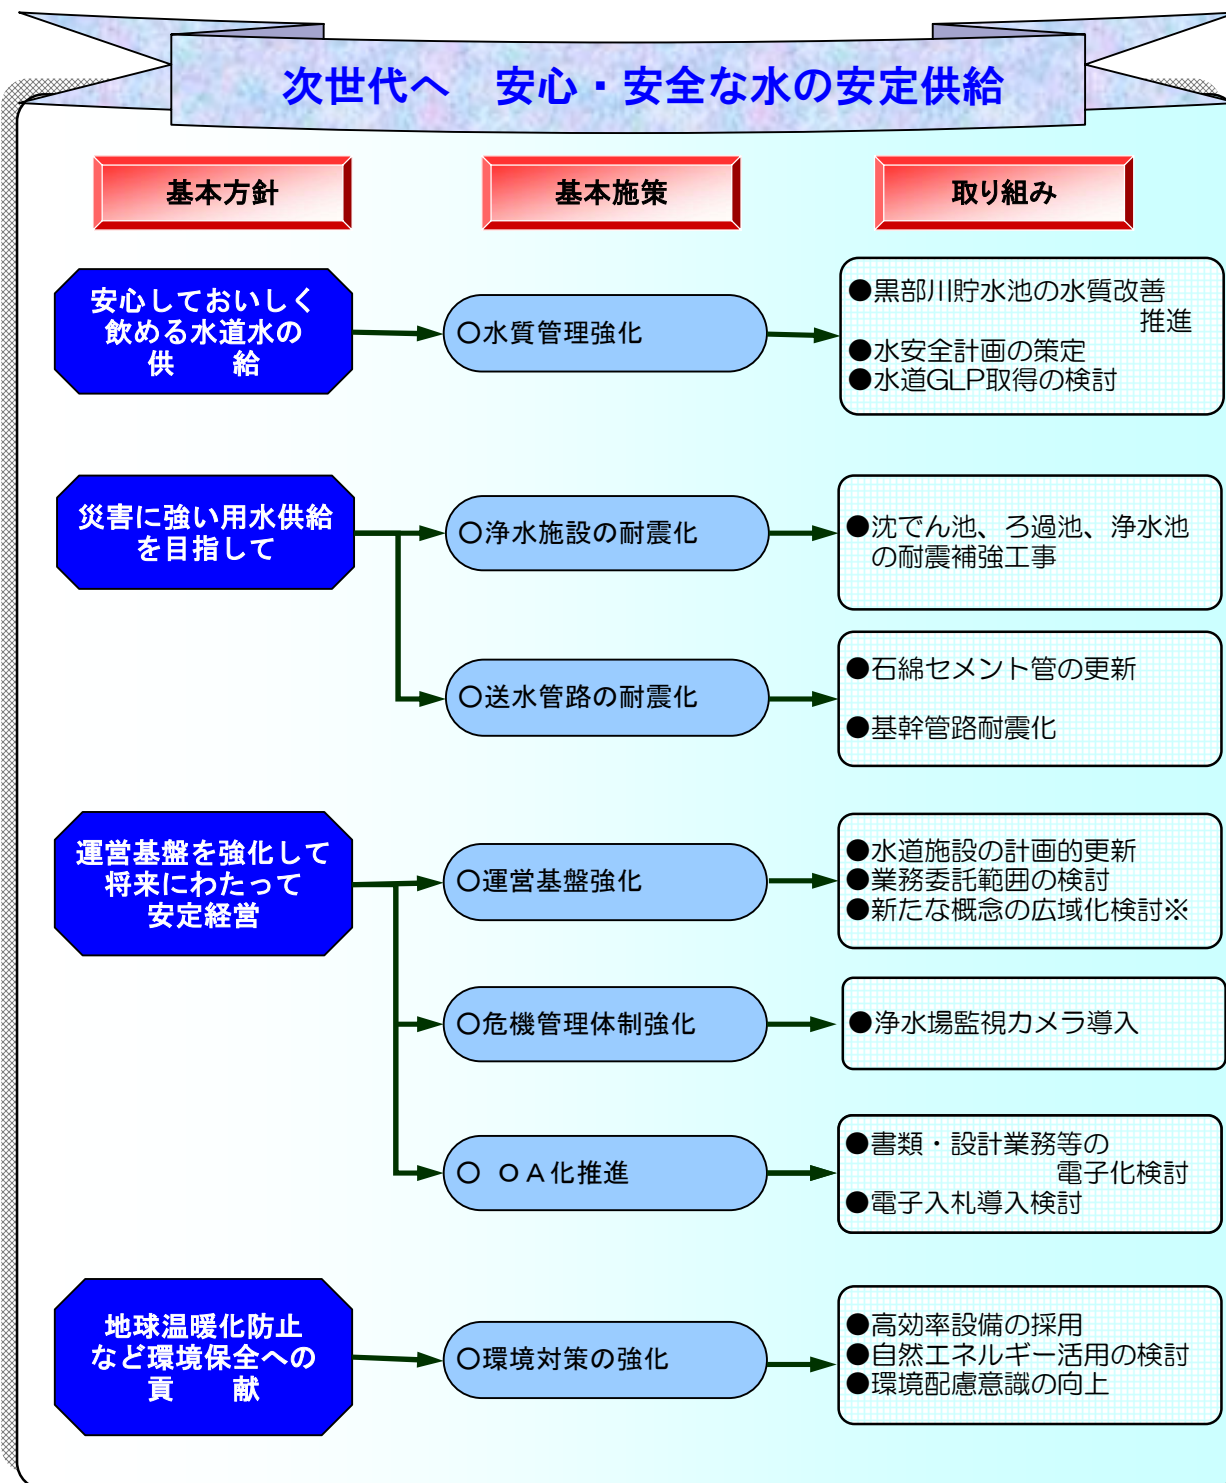 次世代へ　安心・安全な水の安定供給
基本方針
基本施策
取り組み
安心しておいしく
飲める水道水の
供　　給
〇水質管理強化
●黒部川貯水池の水質改善
推進
●水安全計画の策定
●水道GLP取得の検討
災害に強い用水供給
を目指して
〇浄水施設の耐震化
●沈でん池、ろ過池、浄水池
の耐震補強工事
〇送水管路の耐震化
●石綿セメント管の更新
●基幹管路耐震化
運営基盤を強化して
将来にわたって
安定経営
〇運営基盤強化
●水道施設の計画的更新
●業務委託範囲の検討
●新たな概念の広域化検討※
〇危機管理体制強化
●浄水場監視カメラ導入
〇 ＯＡ化推進
●書類・設計業務等の
電子化検討
●電子入札導入検討
地球温暖化防止
など環境保全への
貢　　献
〇環境対策の強化
●高効率設備の採用
●自然エネルギー活用の検討
●環境配慮意識の向上